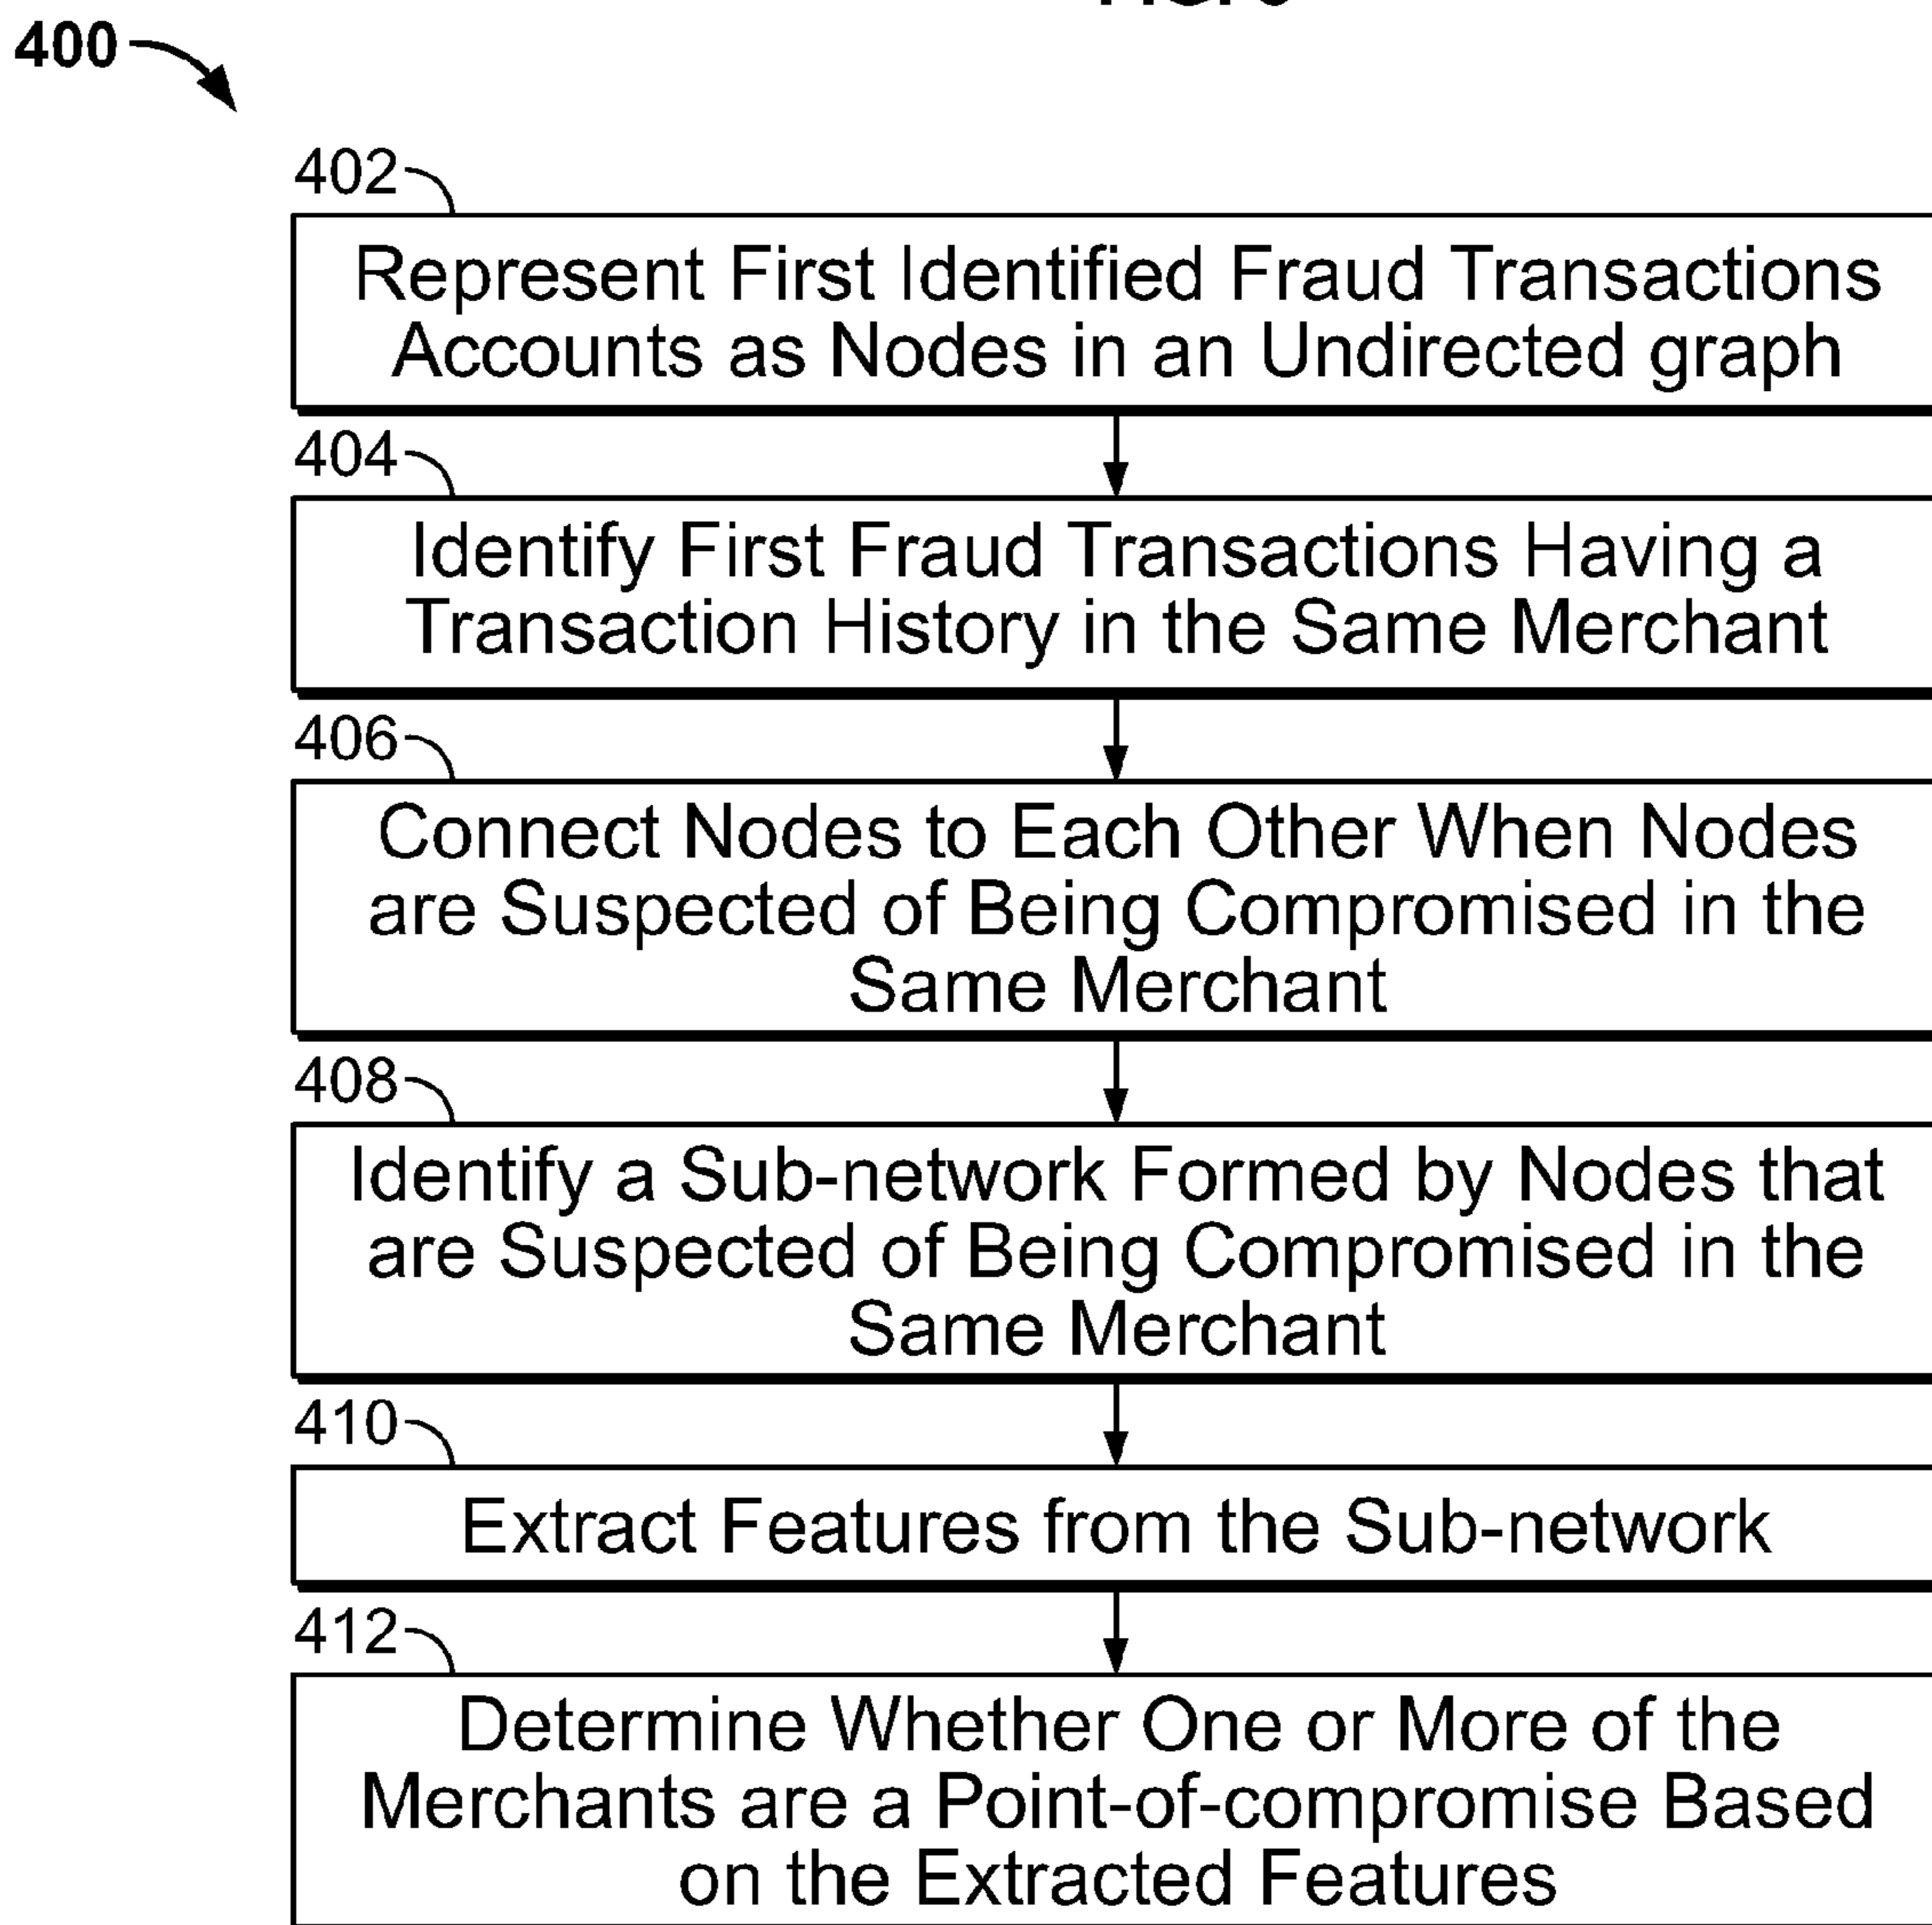 400
402
Represent First Identified Fraud Transactions
Accounts as Nodes in an Undirected graph
404
Identify First Fraud Transactions Having a
Transaction History in the Same Merchant
406
Connect Nodes to Each Other When Nodes
are Suspected of Being Compromised in the
Same Merchant
408
Identify a Sub-network Formed by Nodes that
are Suspected of Being Compromised in the
Same Merchant
410
Extract Features from the Sub-network
412
Determine Whether One or More of the
Merchants are a Point-of-compromise Based
on the Extracted Features